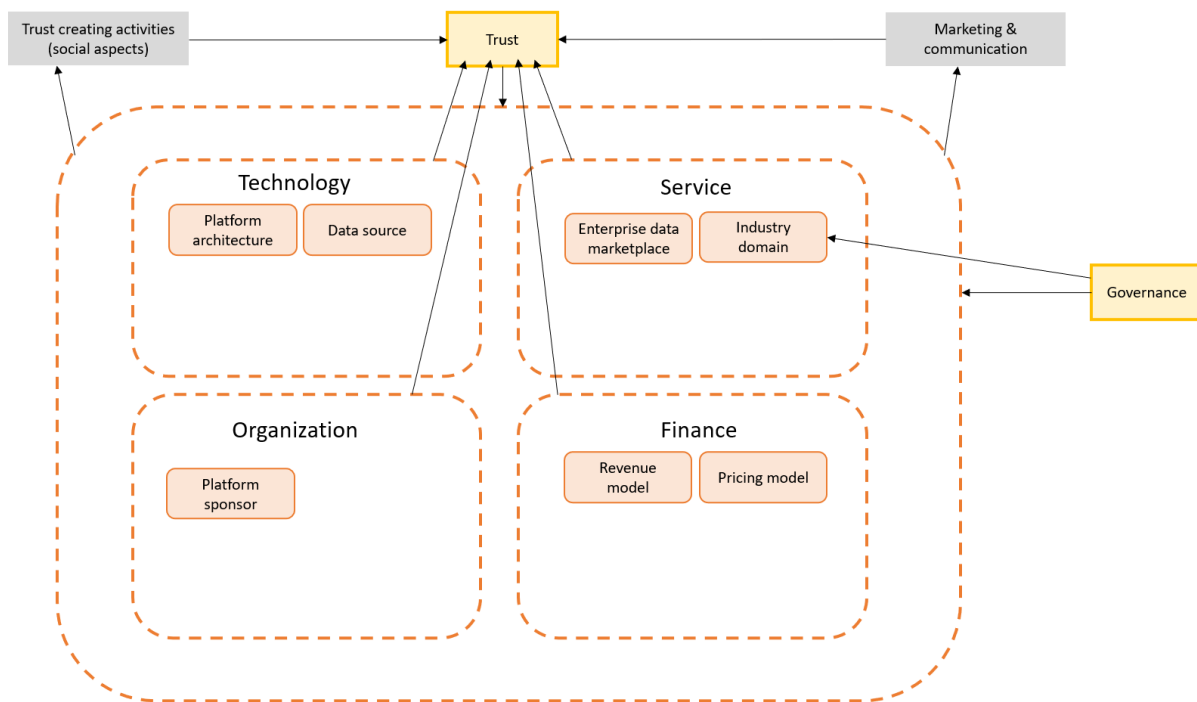 Trust creating activities
(social aspects)
Trust
Marketing &
communication
Technology
Platform
architecture
Data source
Service
Enterprise data
marketplace
Industry
domain
Governance
Organization
Platform
sponsor
Finance
Revenue
model
Pricing model